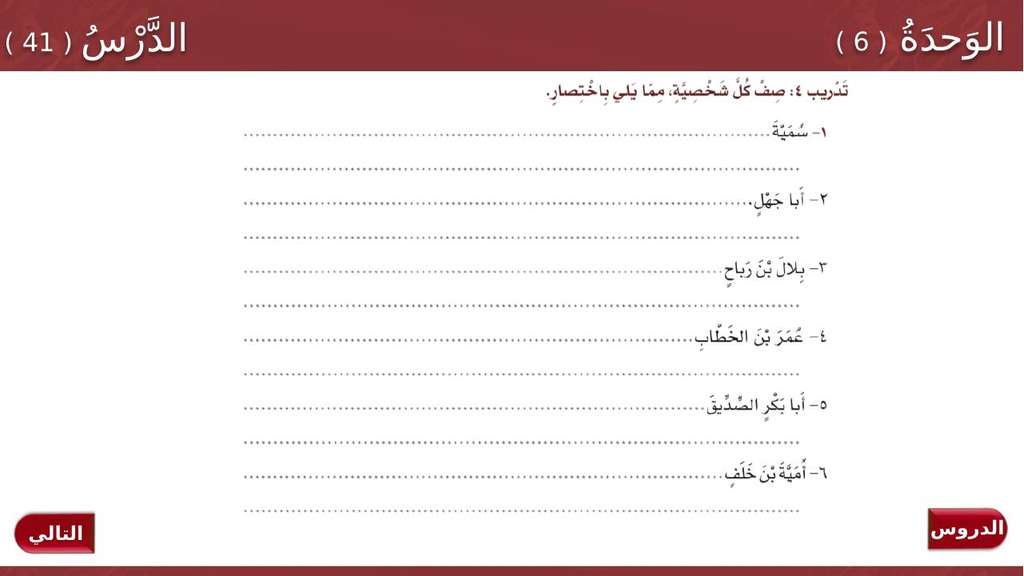 الوَحدَةُ ( 6 )
الدَّرْسُ ( 41 )
تَدْريب ٤: صِفْ كُلَّ شَخْصِيَّةٍ، مِمّا يَلي بِاخْتِصارٍ.
١- سُمَيَّةَ
٢- أَبا جَهْلٍ.
٣- بِلالَ بْنَ رَباحٍ
٤- عُمَرَ بْنَ الخَطّابِ
٥- أَبا بَكْرٍ الصِّدِّيقَ
٦- أُمَيَّةَ بْنَ خَلَفٍ
الدروس
التالي